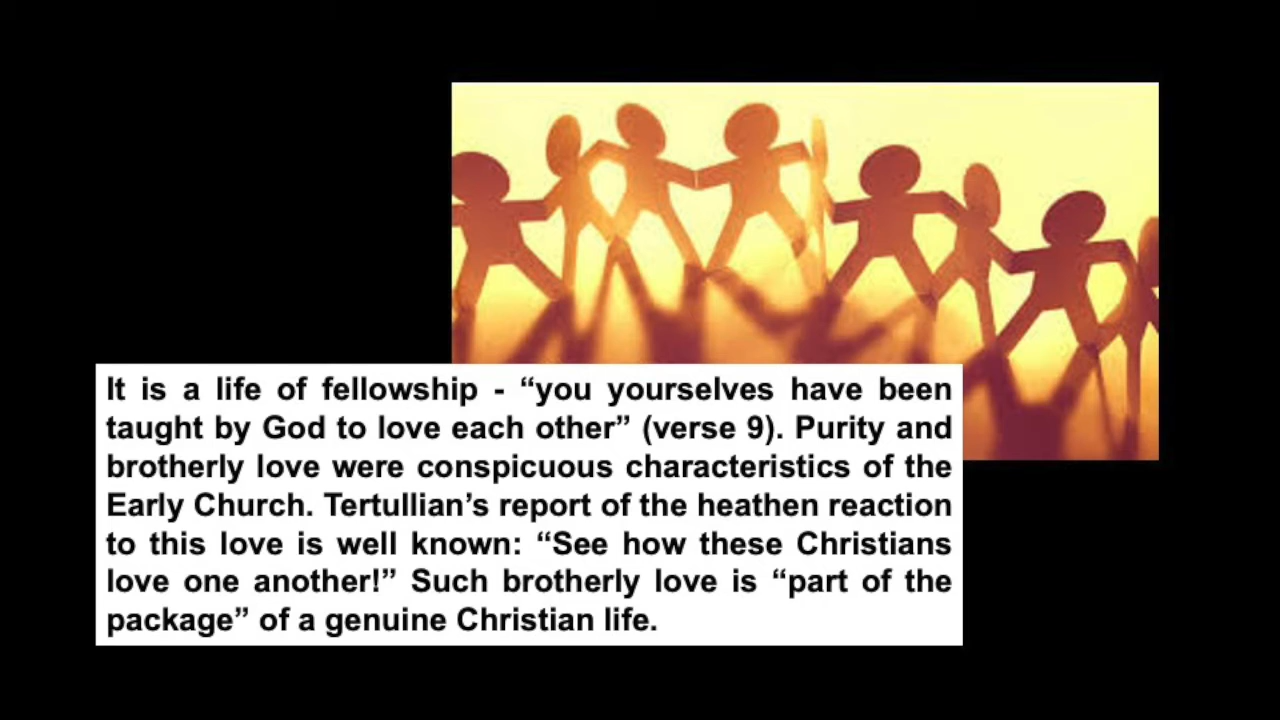 It is a life of fellowship - “you yourselves have been
taught by God to love each other” (verse 9). Purity and
brotherly love were conspicuous characteristics of the
Early Church. Tertullian’s report of the heathen reaction
to this love is well known: “See how these Christians
love one another!” Such brotherly love is “part of the
package” of a genuine Christian life.